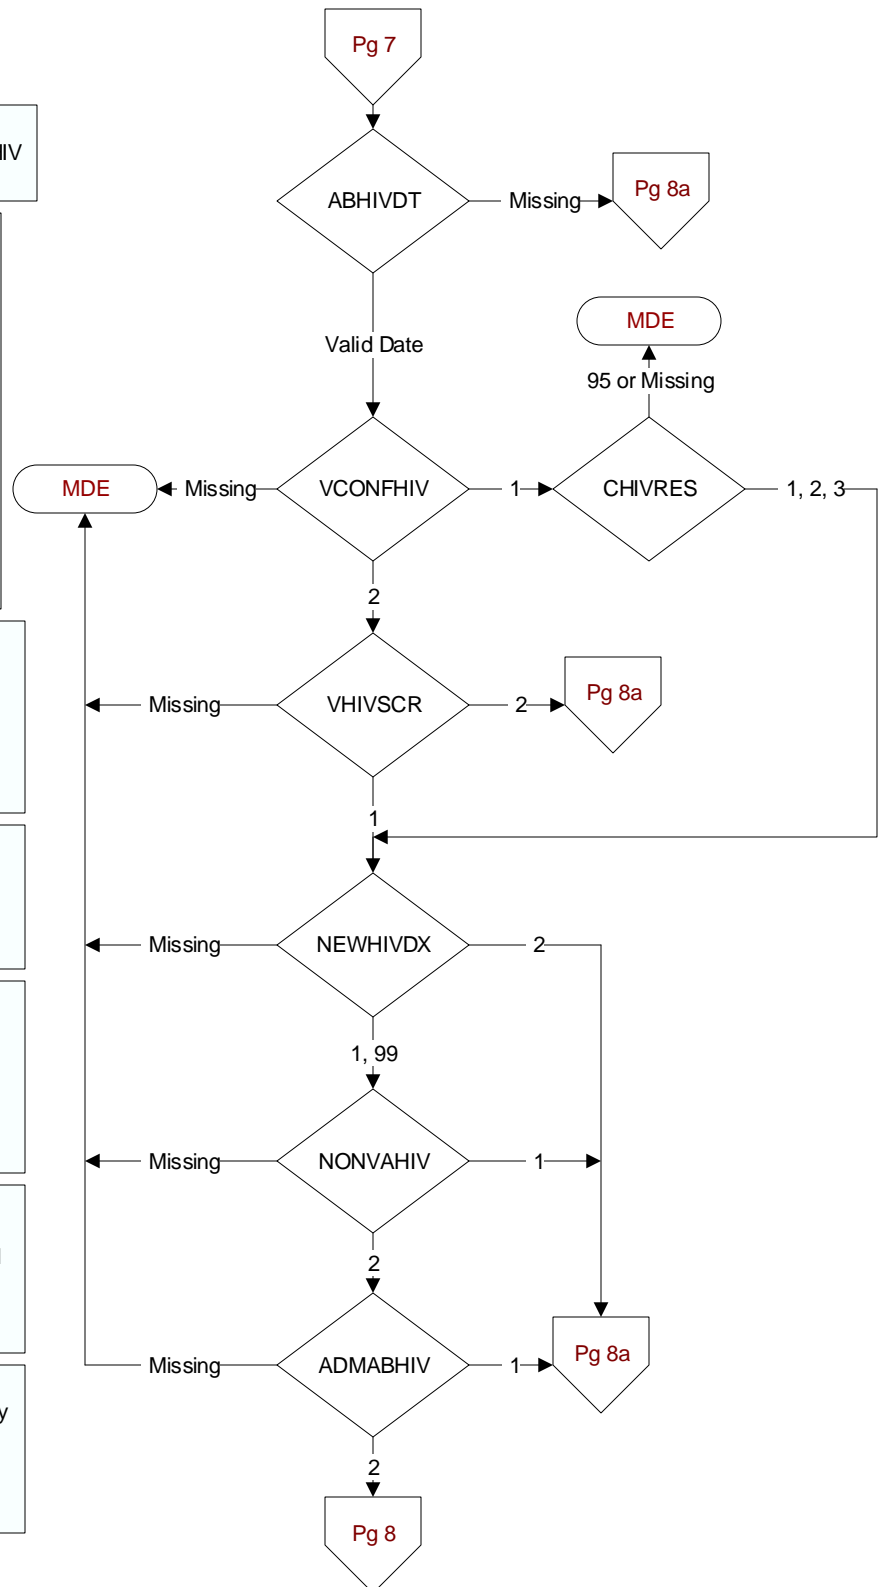 Pg 7
ABHIVDT
Missing
Pg 8a
Valid Date
MDE
95 or Missing
MDE
Missing
VCONFHIV
1
CHIVRES
1, 2, 3
2
Missing
VHIVSCR
2
Pg 8a
1
Missing
NEWHIVDX
2
1, 99
Missing
NONVAHIV
1
2
Missing
ADMABHIV
1
Pg 8a
y
2
Pg 8